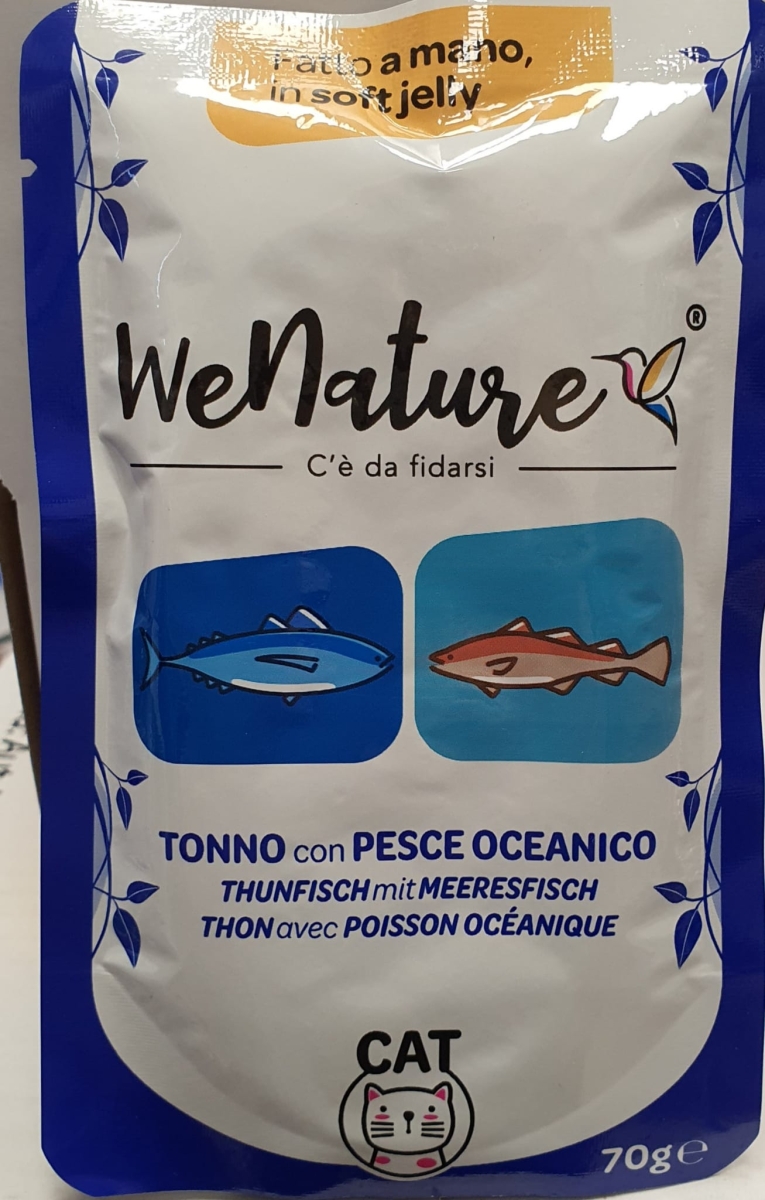 Fatto a mano,
in soft jelly
WeNature®
C'è da fidarsi
TONNO con PESCE OCEANICO
THUNFISCH mit MEERESFISCH
THON avec POISSON OCÉANIQUE
CAT
70g℮